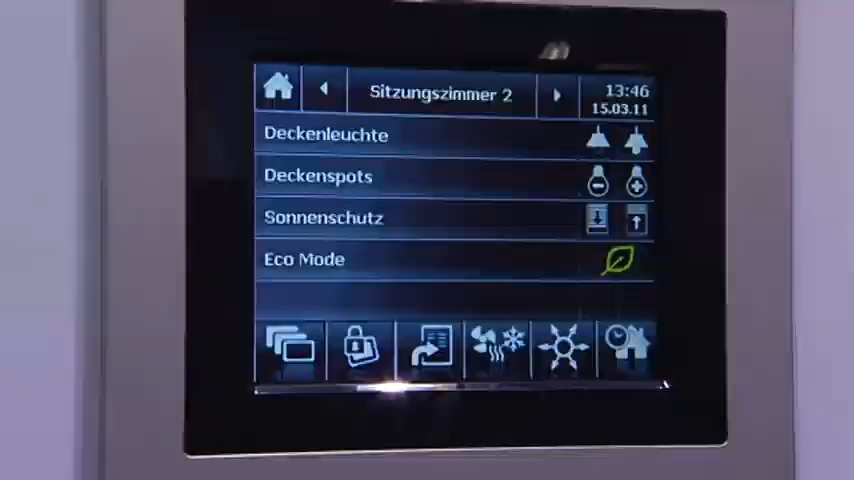 Sitzungszimmer 2
13:46
15.03.11
Deckenleuchte
Deckenspots
Sonnenschutz
Eco Mode